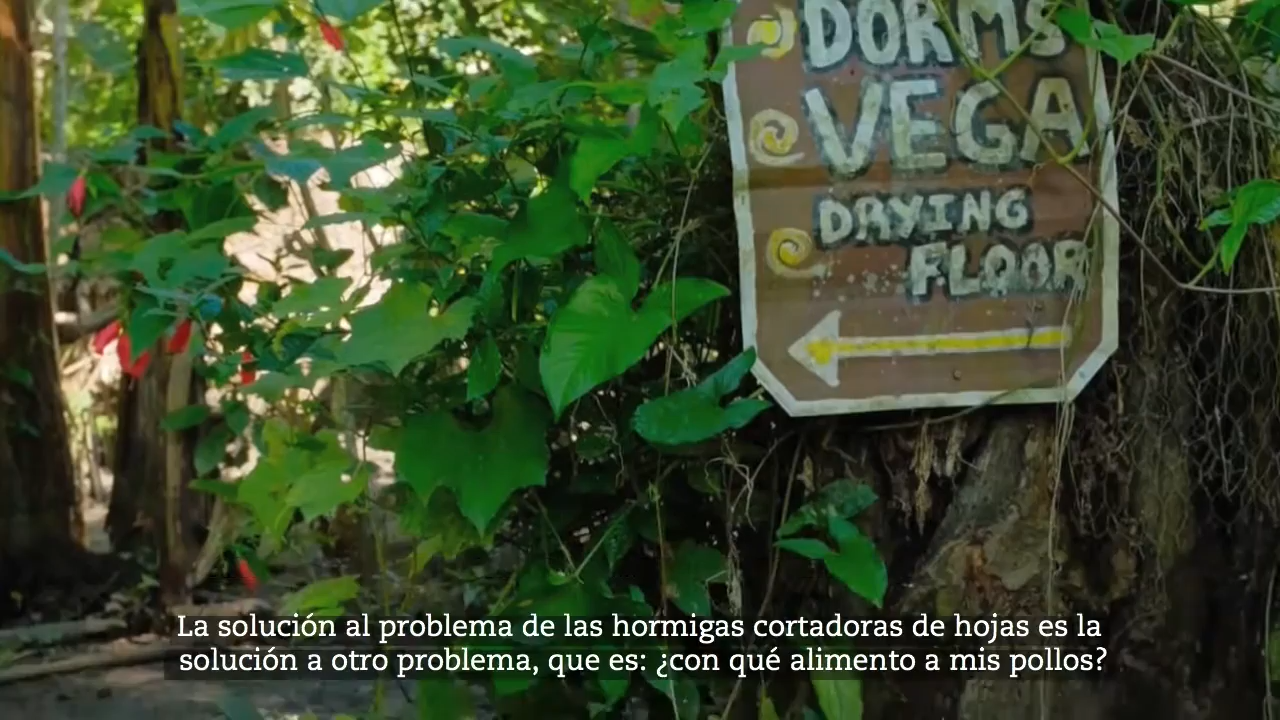 DORMS
VEGA
DRYING
FLOOR
La solución al problema de las hormigas cortadoras de hojas es la
solución a otro problema, que es: ¿con qué alimento a mis pollos?